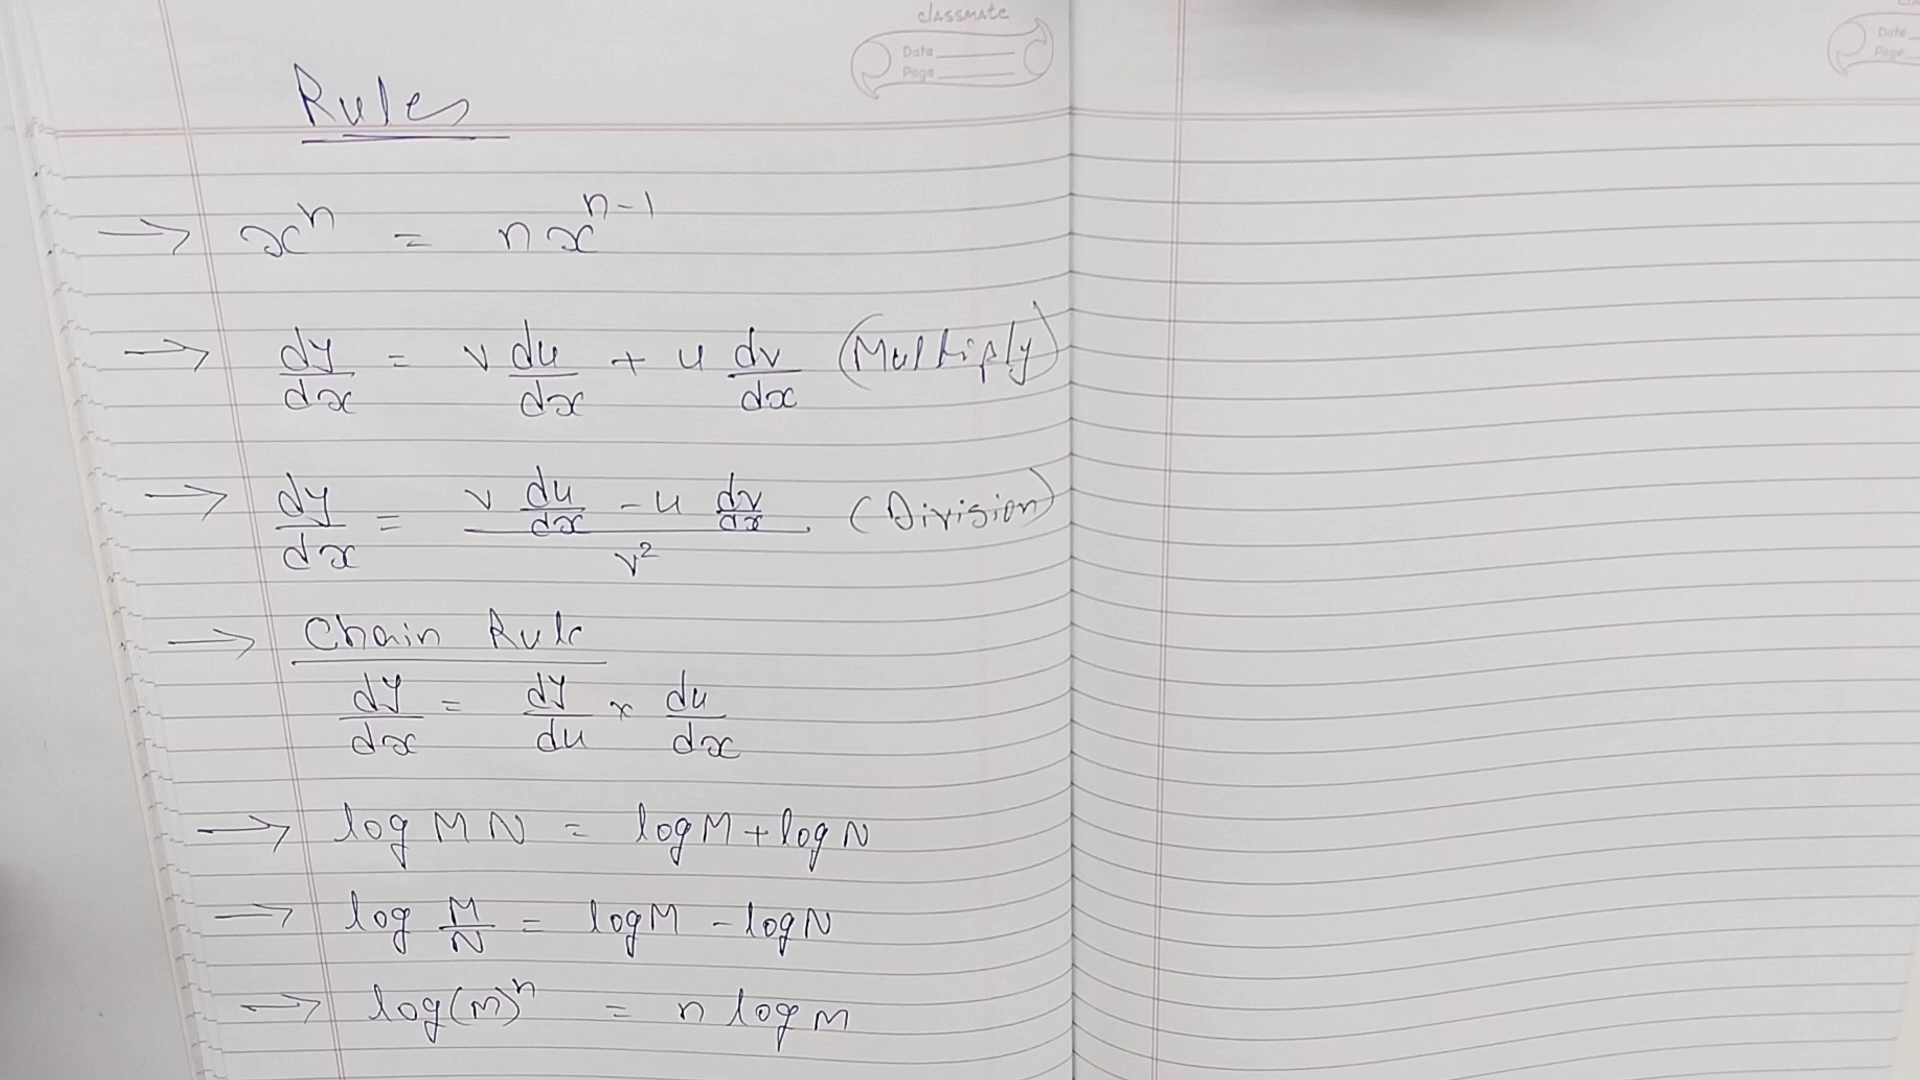 classmate
Date
Page
Date
Page
Rules
→ xⁿ = nxⁿ⁻¹
→ dy/dx = v du/dx + u dv/dx (Multiply)
→ dy/dx = (v du/dx - u dv/dx)/v² (Division)
→ Chain Rule
dy/dx = dy/du × du/dx
→ log MN = log M + log N
→ log M/N = log M - log N
→ log(m)ⁿ = n log m